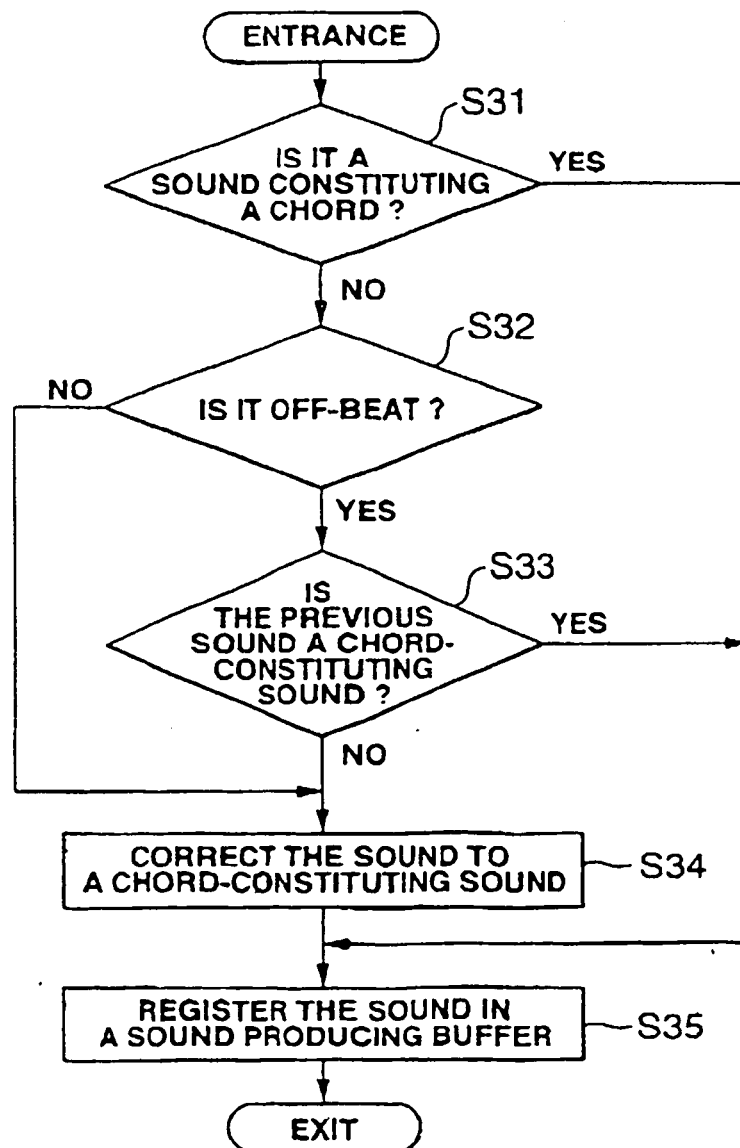 ENTRANCE
S31
IS IT A
SOUND CONSTITUTING
A CHORD ?
YES
NO
S32
NO
IS IT OFF-BEAT ?
YES
S33
IS
THE PREVIOUS
SOUND A CHORD-
CONSTITUTING
SOUND ?
YES
NO
CORRECT THE SOUND TO
A CHORD-CONSTITUTING SOUND
S34
REGISTER THE SOUND IN
A SOUND PRODUCING BUFFER
S35
EXIT